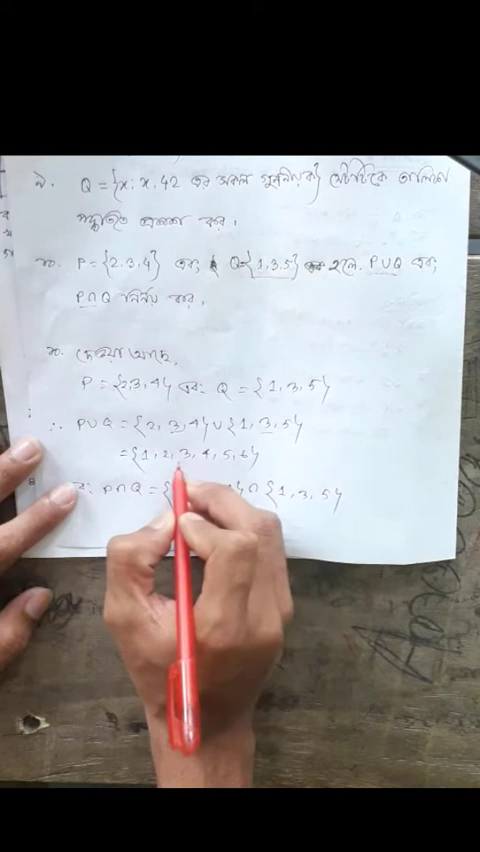 ৯. Q = {x : x, 42 এর সকল গুণনীয়ক} সেটটিকে তালিকা
পদ্ধতিতে প্রকাশ কর।
১০. P = {2, 3, 4} এবং Q = {1, 3, 5} হলে, P∪Q এবং
P∩Q নির্ণয় কর।
১০. দেওয়া আছে,
P = {2, 3, 4} এবং Q = {1, 3, 5}
∴ P∪Q = {2, 3, 4} ∪ {1, 3, 5}
= {1, 2, 3, 4, 5, 6}
P∩Q = { } ∩ {1, 3, 5}